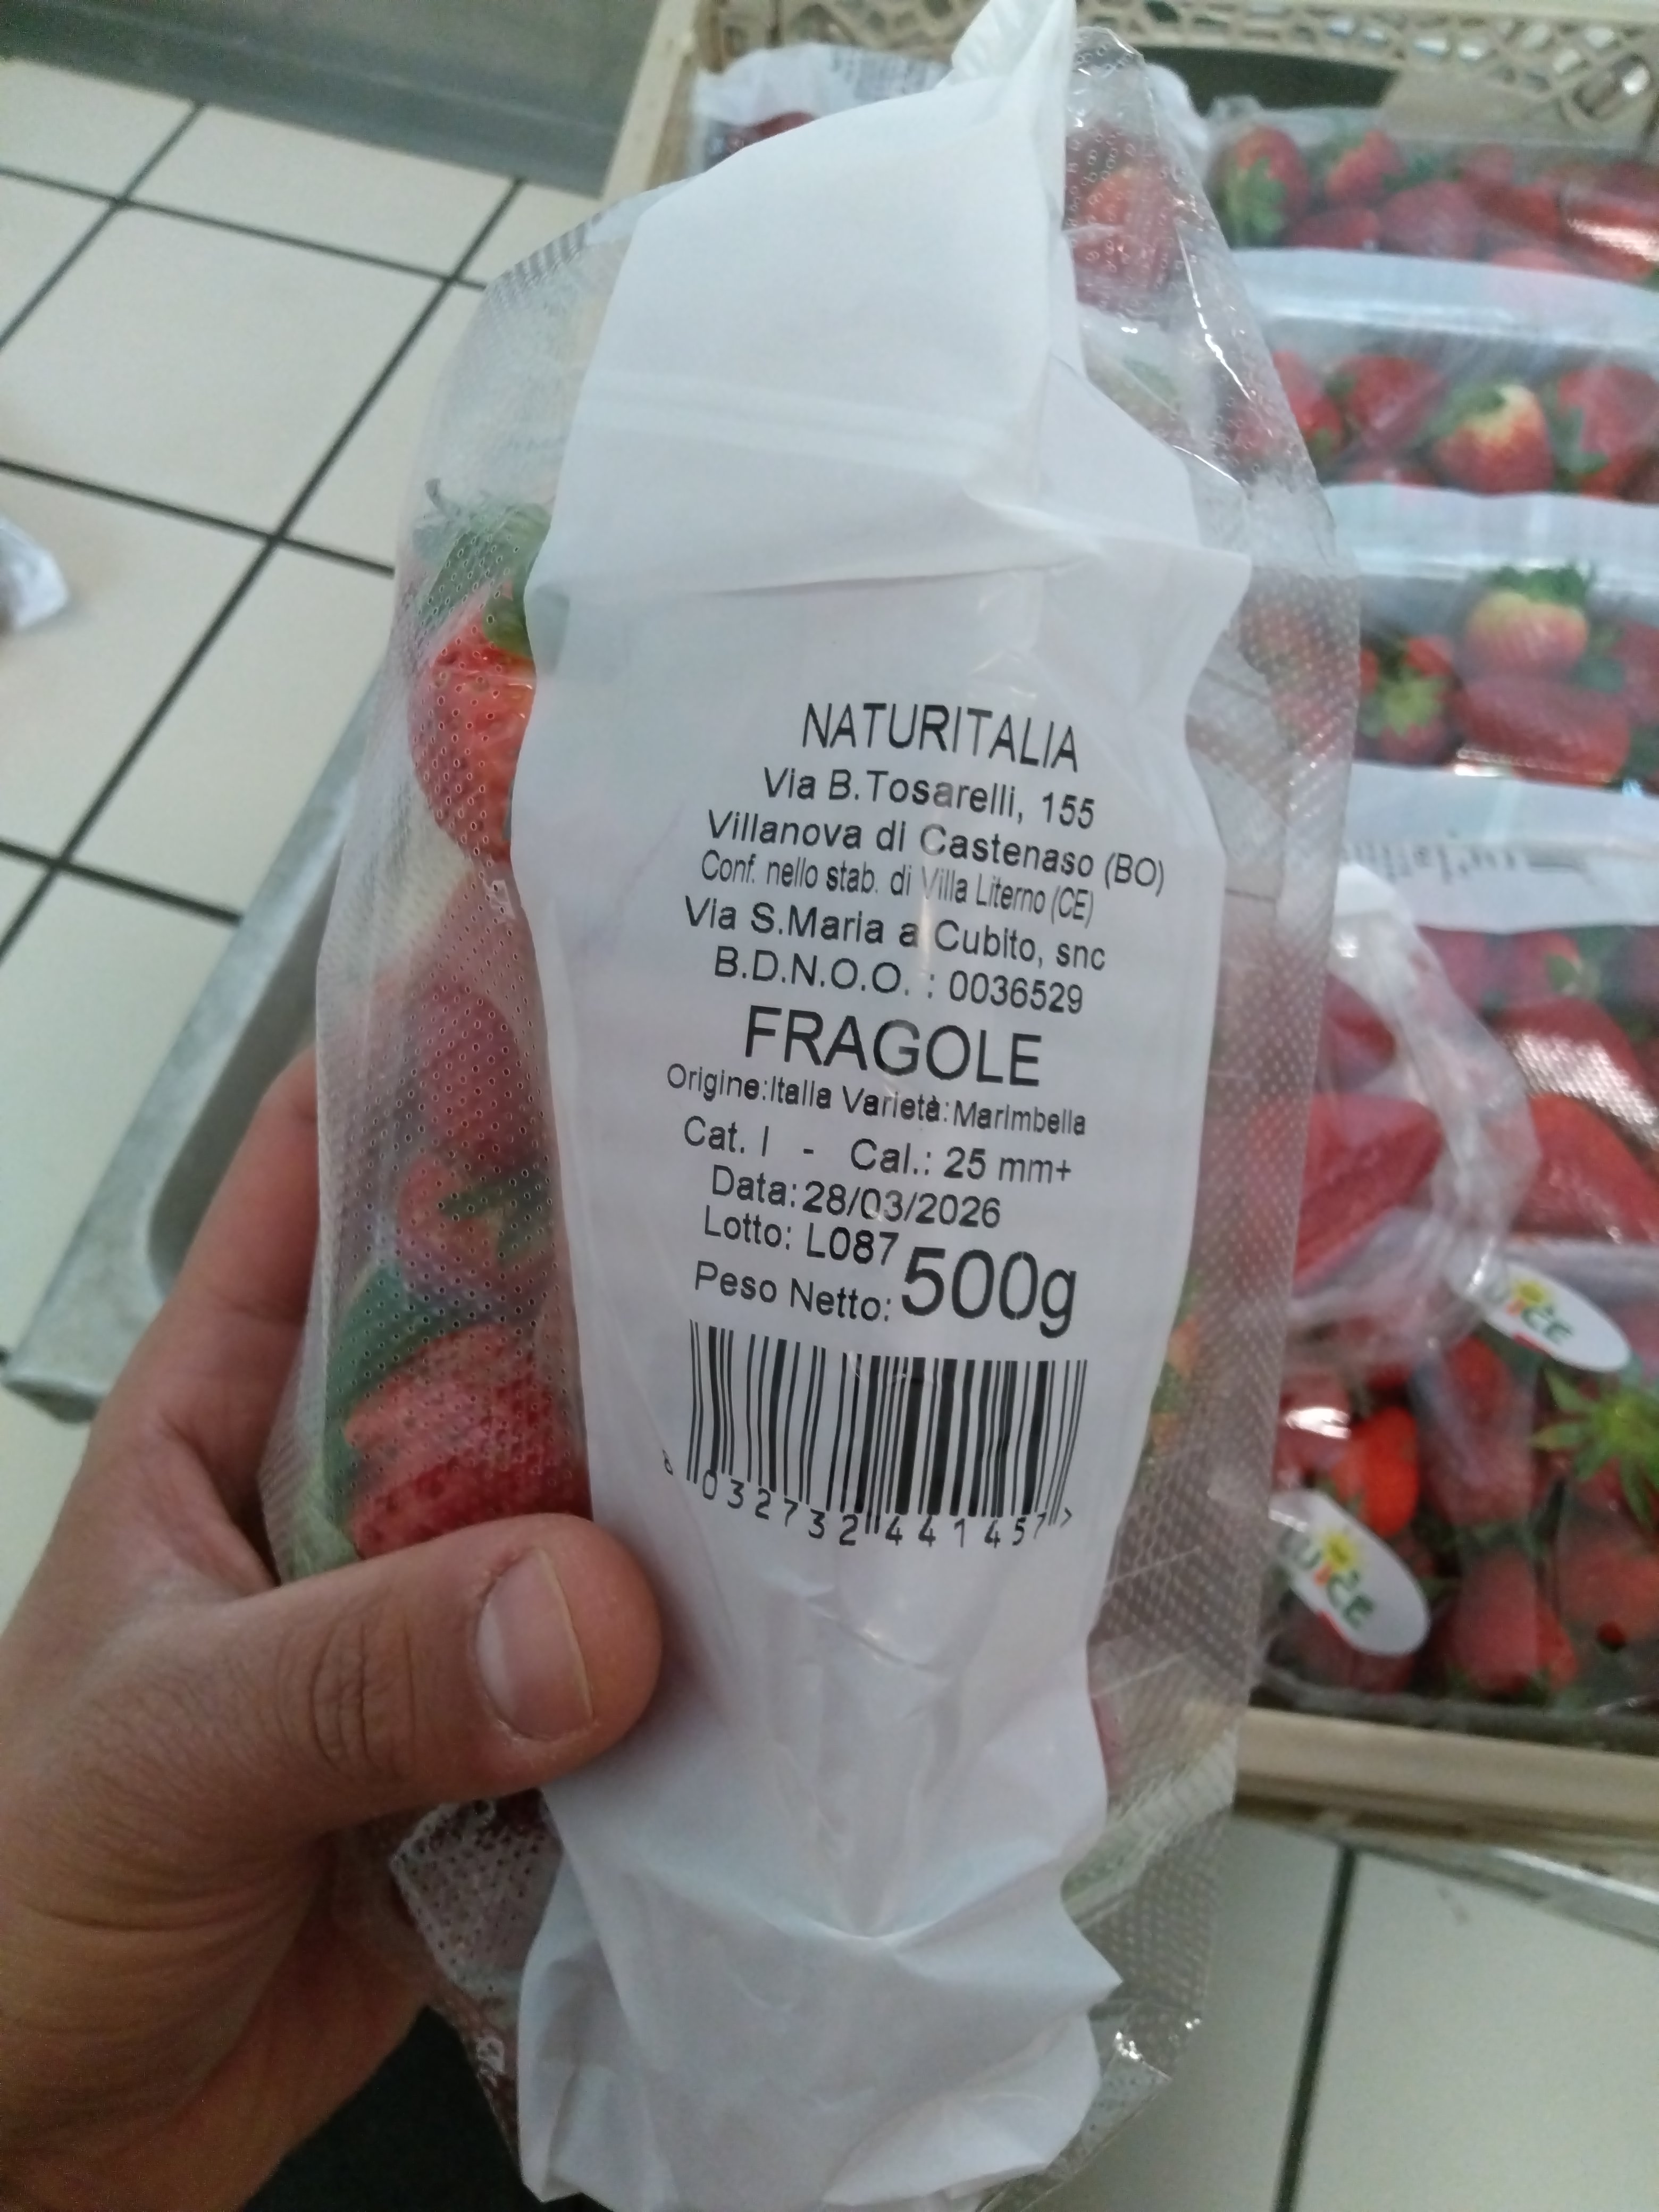 NATURITALIA
Via B.Tosarelli, 155
Villanova di Castenaso (BO)
Conf. nello stab. di Villa Literno (CE)
Via S.Maria a Cubito, snc
B.D.N.O.O. : 0036529
FRAGOLE
Origine:Italia Varietà:Marimbella
Cat. I - Cal.: 25 mm+
Data:28/03/2026
Lotto: L087
Peso Netto: 500g
8 032732 441457 >